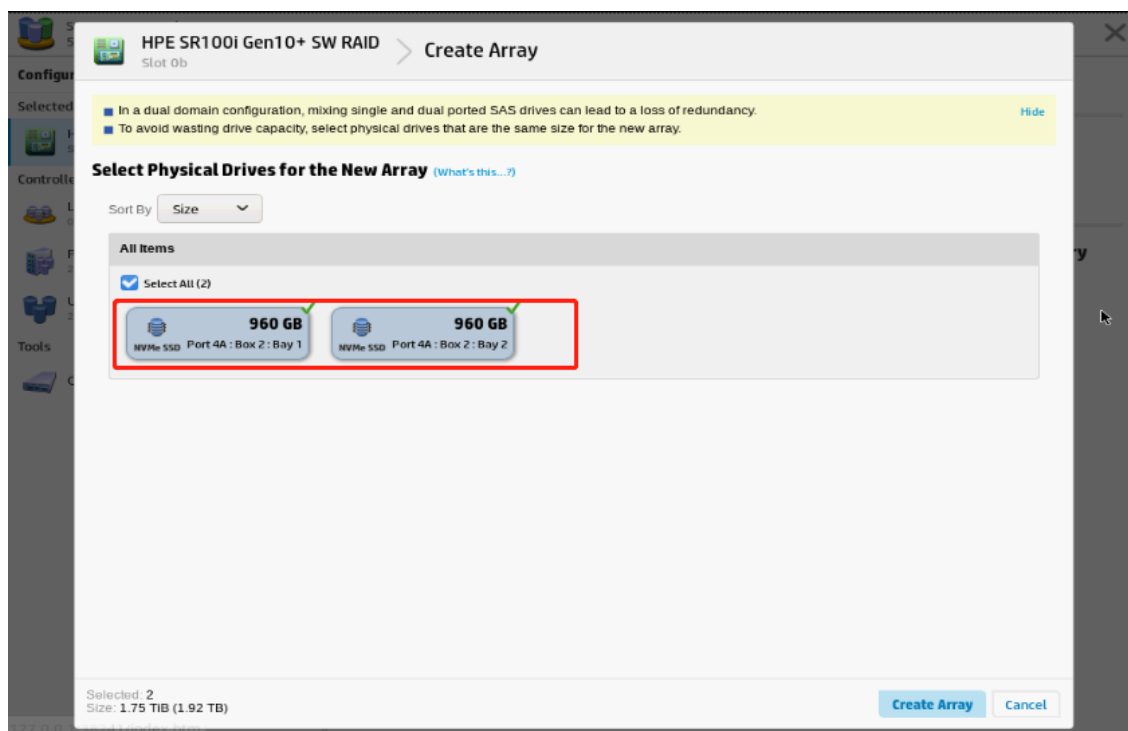 HPE SR100i Gen10+ SW RAID
Slot 0b
Create Array
Configur
Selected
Controlle
Tools
In a dual domain configuration, mixing single and dual ported SAS drives can lead to a loss of redundancy.
Hide
To avoid wasting drive capacity, select physical drives that are the same size for the new array.
Select Physical Drives for the New Array (What's this...?)
Sort By Size
All Items
Select All (2)
960 GB
NVMe SSD Port 4A : Box 2 : Bay 1
960 GB
NVMe SSD Port 4A : Box 2 : Bay 2
Selected: 2
Size: 1.75 TiB (1.92 TB)
Create Array
Cancel